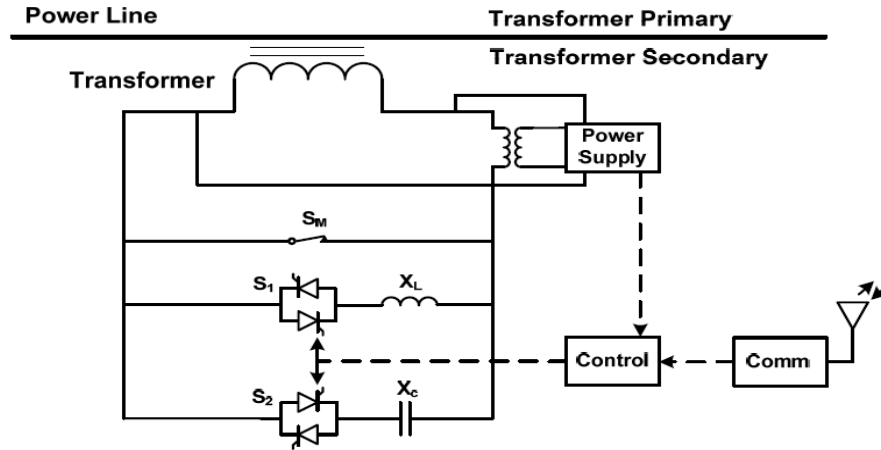 Power Line
Transformer Primary
Transformer Secondary
Transformer
Power
Supply
SM
S1
XL
Control
Comm
S2
Xc